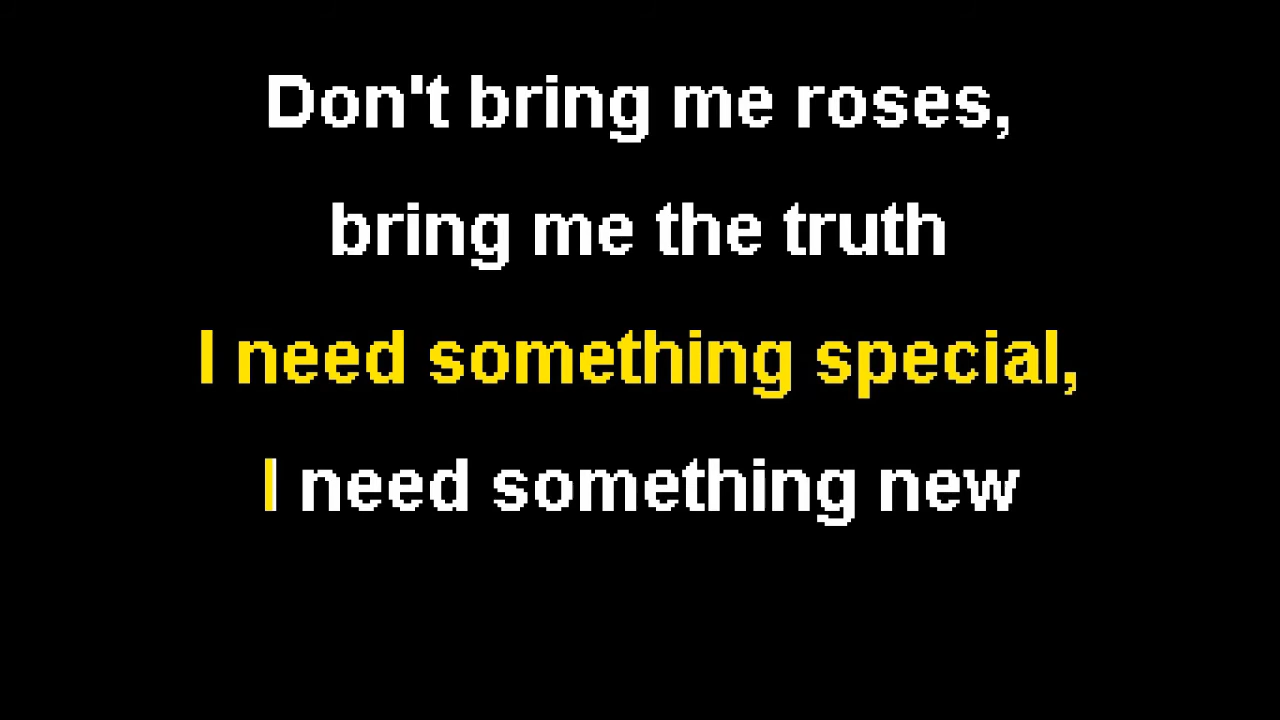 Don't bring me roses,
bring me the truth
I need something special,
I need something new